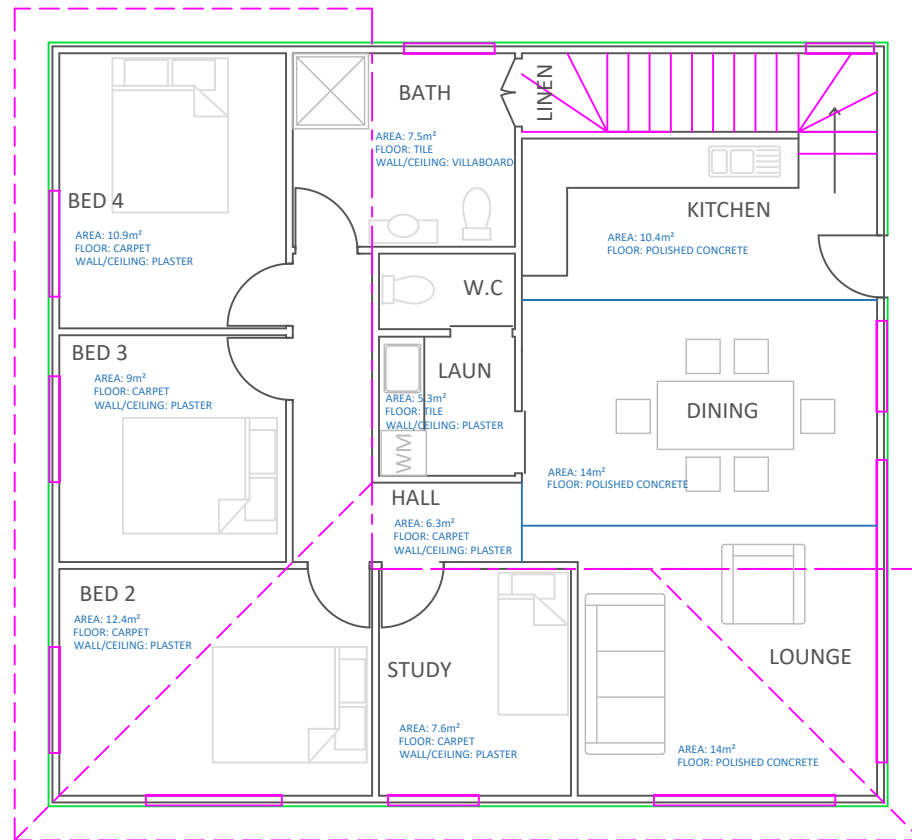 BATH
AREA: 7.5m²
FLOOR: TILE
WALL/CEILING: VILLABOARD
LINEN
BED 4
AREA: 10.9m²
FLOOR: CARPET
WALL/CEILING: PLASTER
KITCHEN
AREA: 10.4m²
FLOOR: POLISHED CONCRETE
W.C
BED 3
AREA: 9m²
FLOOR: CARPET
WALL/CEILING: PLASTER
LAUN
AREA: 5.3m²
FLOOR: TILE
WALL/CEILING: PLASTER
WM
DINING
AREA: 14m²
FLOOR: POLISHED CONCRETE
HALL
AREA: 6.3m²
FLOOR: CARPET
WALL/CEILING: PLASTER
BED 2
AREA: 12.4m²
FLOOR: CARPET
WALL/CEILING: PLASTER
STUDY
AREA: 7.6m²
FLOOR: CARPET
WALL/CEILING: PLASTER
LOUNGE
AREA: 14m²
FLOOR: POLISHED CONCRETE